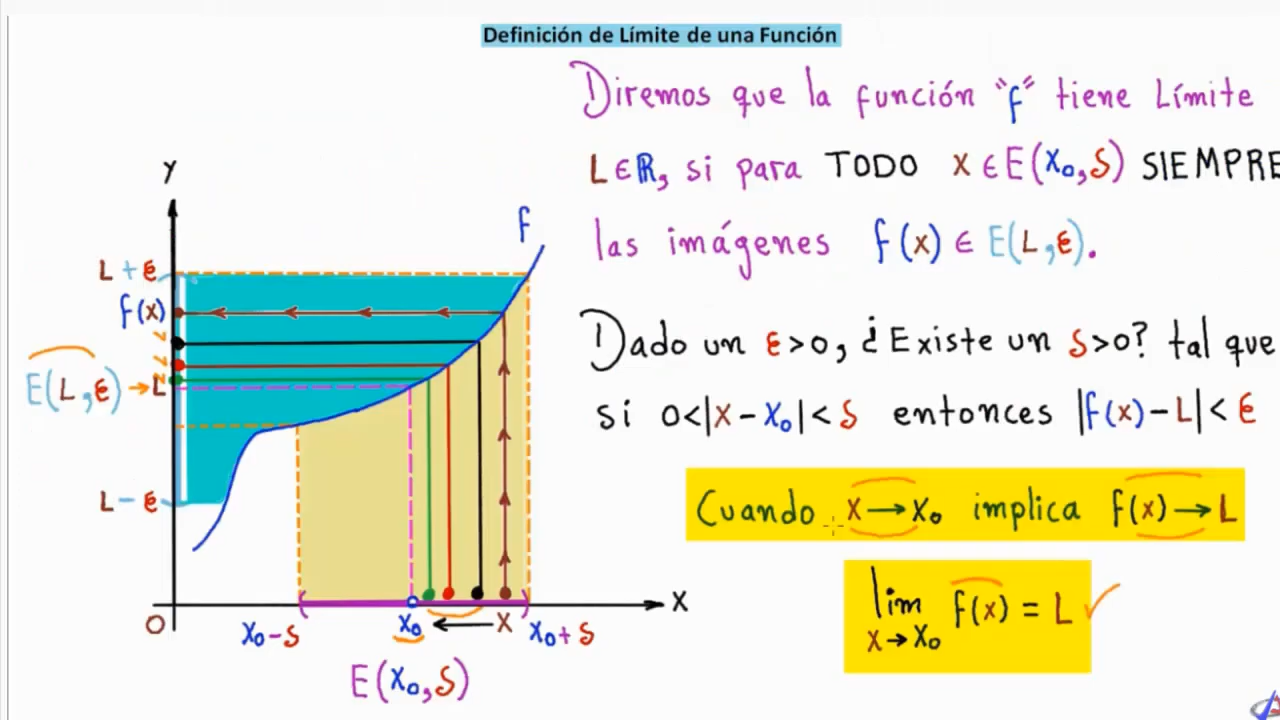 Definición de Límite de una Función
Diremos que la función "f" tiene Límite
L∈ℝ, si para TODO x∈E(x₀,S) SIEMPRE
las imágenes f(x) ∈ E(L,ε).
Dado un ε>0, ¿Existe un S>0? tal que
si 0<|x-x₀|<S entonces |f(x)-L|<ε
Cuando x→x₀ implica f(x)→L
lim f(x) = L ✓
x→x₀
Y
f
L+ε
f(x)
E(L,ε)→L
L-ε
O
X
x₀-S
x₀
←x
x₀+S
E(x₀,S)